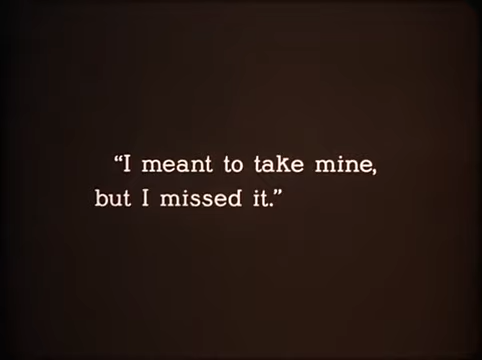 “I meant to take mine,
but I missed it.”